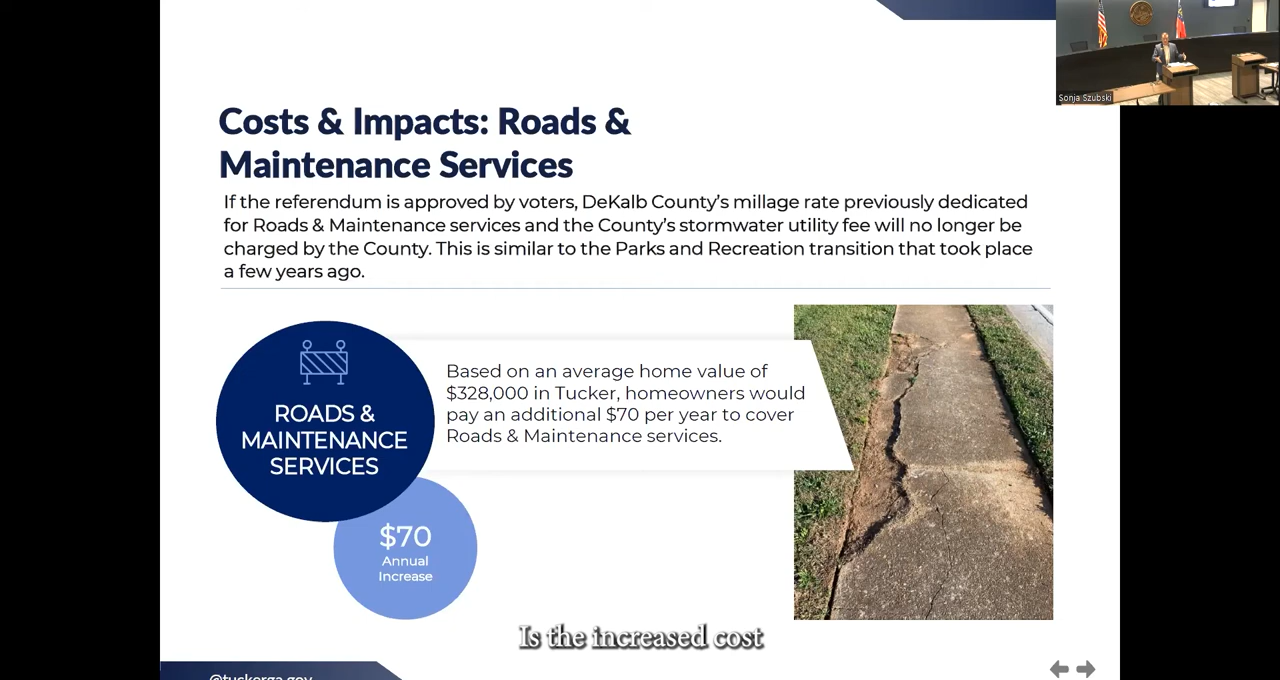 Sonja Szubski
Costs & Impacts: Roads &
Maintenance Services
If the referendum is approved by voters, DeKalb County's millage rate previously dedicated
for Roads & Maintenance services and the County's stormwater utility fee will no longer be
charged by the County. This is similar to the Parks and Recreation transition that took place
a few years ago.
ROADS &
MAINTENANCE
SERVICES
Based on an average home value of
$328,000 in Tucker, homeowners would
pay an additional $70 per year to cover
Roads & Maintenance services.
$70
Annual
Increase
Is the increased cost
@tuckerga.gov